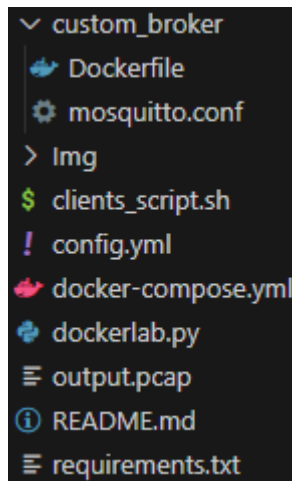 custom_broker
Dockerfile
mosquitto.conf
Img
clients_script.sh
config.yml
docker-compose.yml
dockerlab.py
output.pcap
README.md
requirements.txt